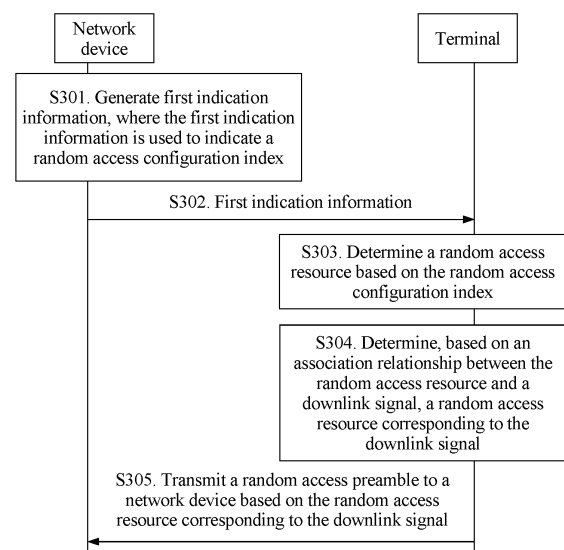 Network
device
Terminal
S301. Generate first indication
information, where the first indication
information is used to indicate a
random access configuration index
S302. First indication information
S303. Determine a random access
resource based on the random access
configuration index
S304. Determine, based on an
association relationship between the
random access resource and a
downlink signal, a random access
resource corresponding to the
downlink signal
S305. Transmit a random access preamble to a
network device based on the random access
resource corresponding to the downlink signal